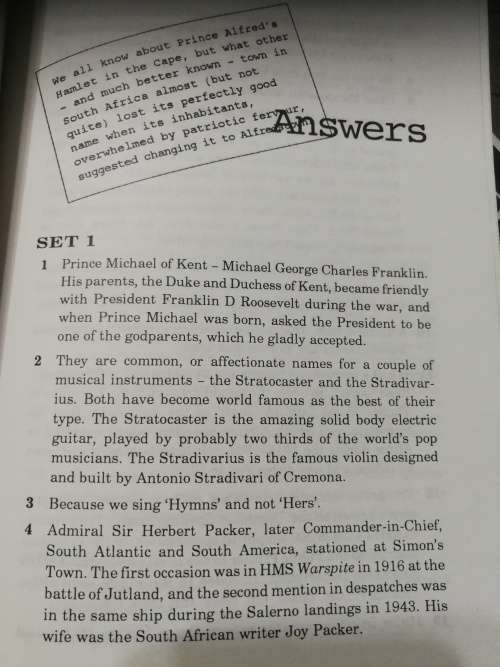 We all know about Prince Alfred's
Hamlet in the Cape, but what other
– and much better known – town in
South Africa almost (but not
quite) lost its perfectly good
name when its inhabitants,
overwhelmed by patriotic fervour,
suggested changing it to Alfredstown
Answers
SET 1
1 Prince Michael of Kent – Michael George Charles Franklin.
His parents, the Duke and Duchess of Kent, became friendly
with President Franklin D Roosevelt during the war, and
when Prince Michael was born, asked the President to be
one of the godparents, which he gladly accepted.
2 They are common, or affectionate names for a couple of
musical instruments – the Stratocaster and the Stradivar-
ius. Both have become world famous as the best of their
type. The Stratocaster is the amazing solid body electric
guitar, played by probably two thirds of the world's pop
musicians. The Stradivarius is the famous violin designed
and built by Antonio Stradivari of Cremona.
3 Because we sing 'Hymns' and not 'Hers'.
4 Admiral Sir Herbert Packer, later Commander-in-Chief,
South Atlantic and South America, stationed at Simon's
Town. The first occasion was in HMS Warspite in 1916 at the
battle of Jutland, and the second mention in despatches was
in the same ship during the Salerno landings in 1943. His
wife was the South African writer Joy Packer.